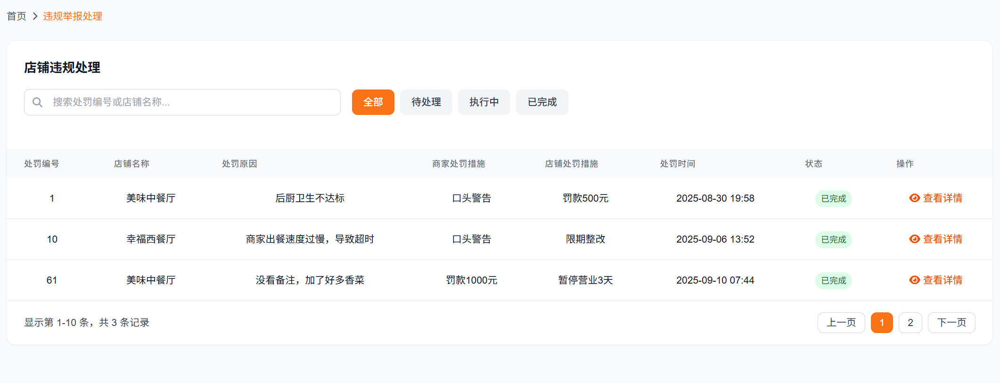 首页 > 违规举报处理
店铺违规处理
搜索处罚编号或店铺名称... 全部 待处理 执行中 已完成
处罚编号 店铺名称 处罚原因 商家处罚措施 店铺处罚措施 处罚时间 状态 操作
1 美味中餐厅 后厨卫生不达标 口头警告 罚款500元 2025-08-30 19:58 已完成 查看详情
10 幸福西餐厅 商家出餐速度过慢，导致超时 口头警告 限期整改 2025-09-06 13:52 已完成 查看详情
61 美味中餐厅 没看备注，加了好多香菜 罚款1000元 暂停营业3天 2025-09-10 07:44 已完成 查看详情
显示第 1-10 条，共 3 条记录 上一页 1 2 下一页